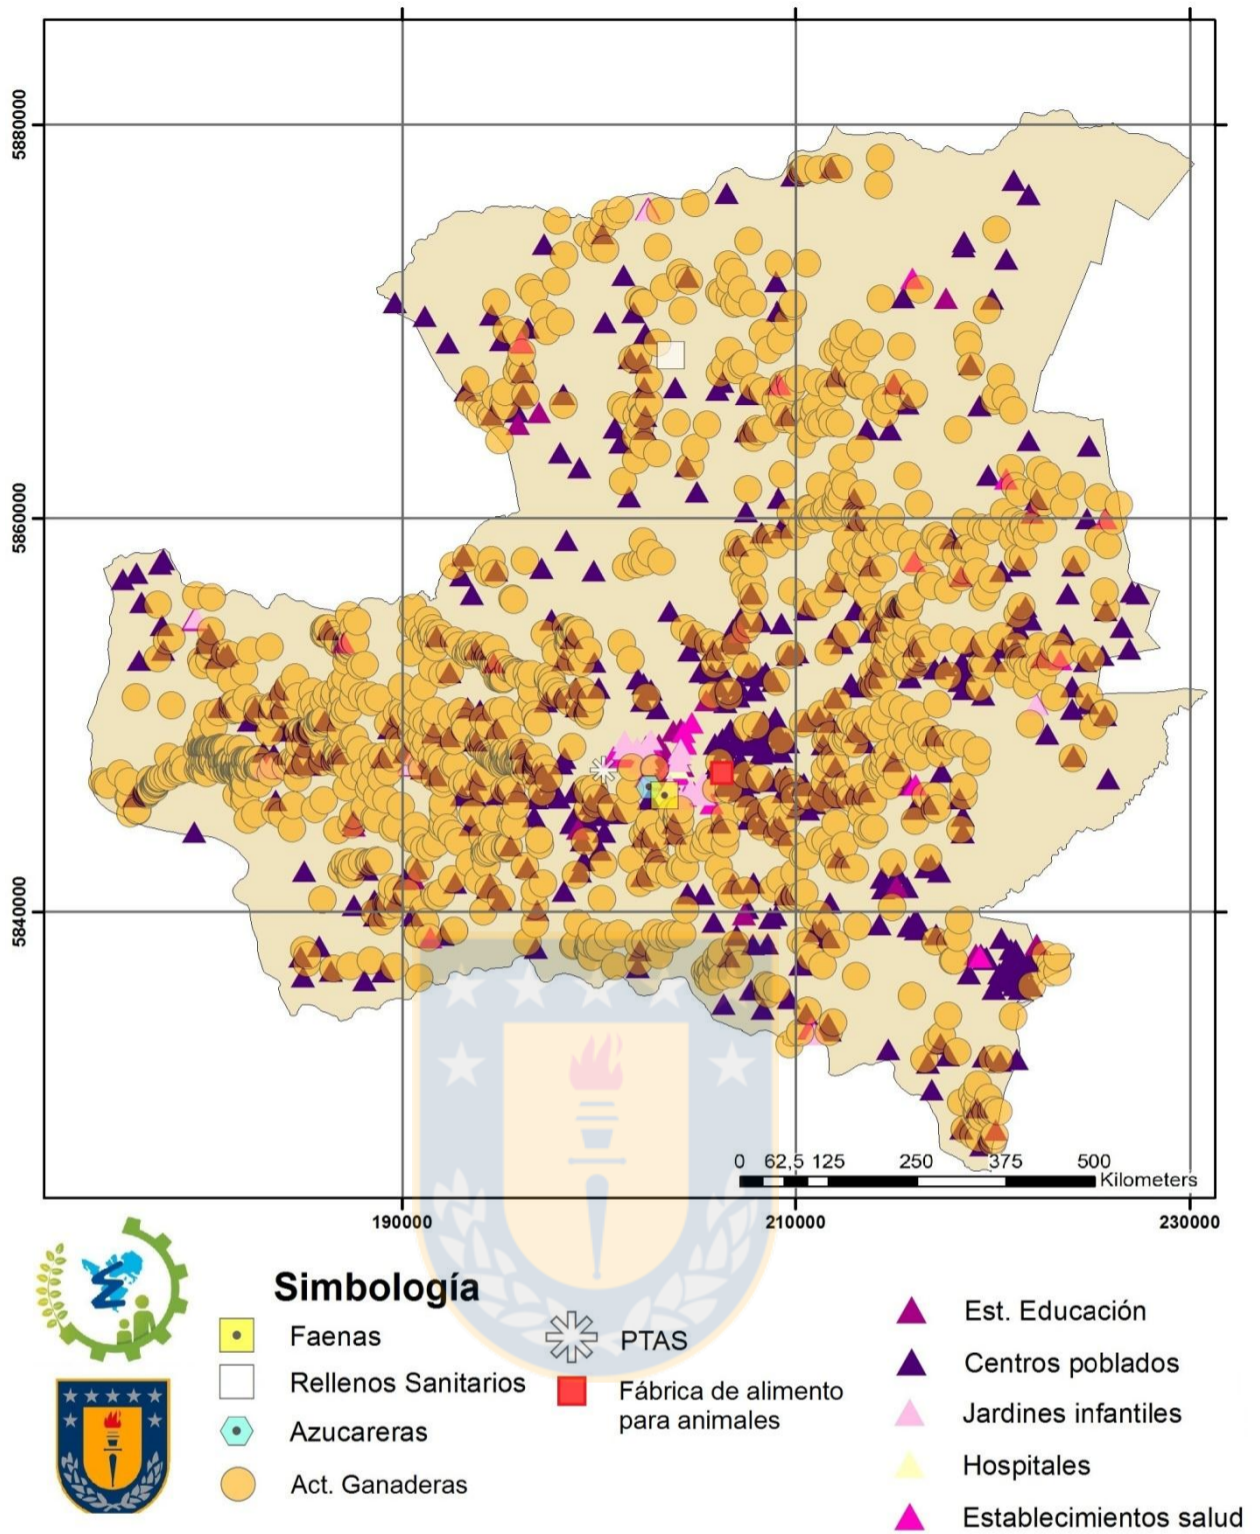 5880000
5860000
5840000
0 62,5 125 250 375 500
Kilometers
190000 210000 230000
Simbología
Faenas
Rellenos Sanitarios
Azucareras
Act. Ganaderas
PTAS
Fábrica de alimento
para animales
Est. Educación
Centros poblados
Jardines infantiles
Hospitales
Establecimientos salud